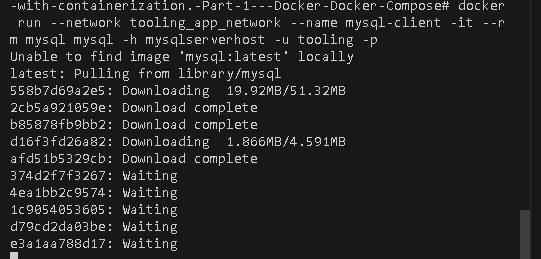 -with-containerization.-Part-1---Docker-Docker-Compose# docker
run --network tooling_app_network --name mysql-client -it --r
m mysql mysql -h mysqlserverhost -u tooling -p
Unable to find image 'mysql:latest' locally
latest: Pulling from library/mysql
558b7d69a2e5: Downloading  19.92MB/51.32MB
2cb5a921059e: Download complete
b85878fb9bb2: Download complete
d16f3fd26a82: Downloading  1.866MB/4.591MB
afd51b5329cb: Download complete
374d2f7f3267: Waiting
4ea1bb2c9574: Waiting
1c9054053605: Waiting
d79cd2da03be: Waiting
e3a1aa788d17: Waiting